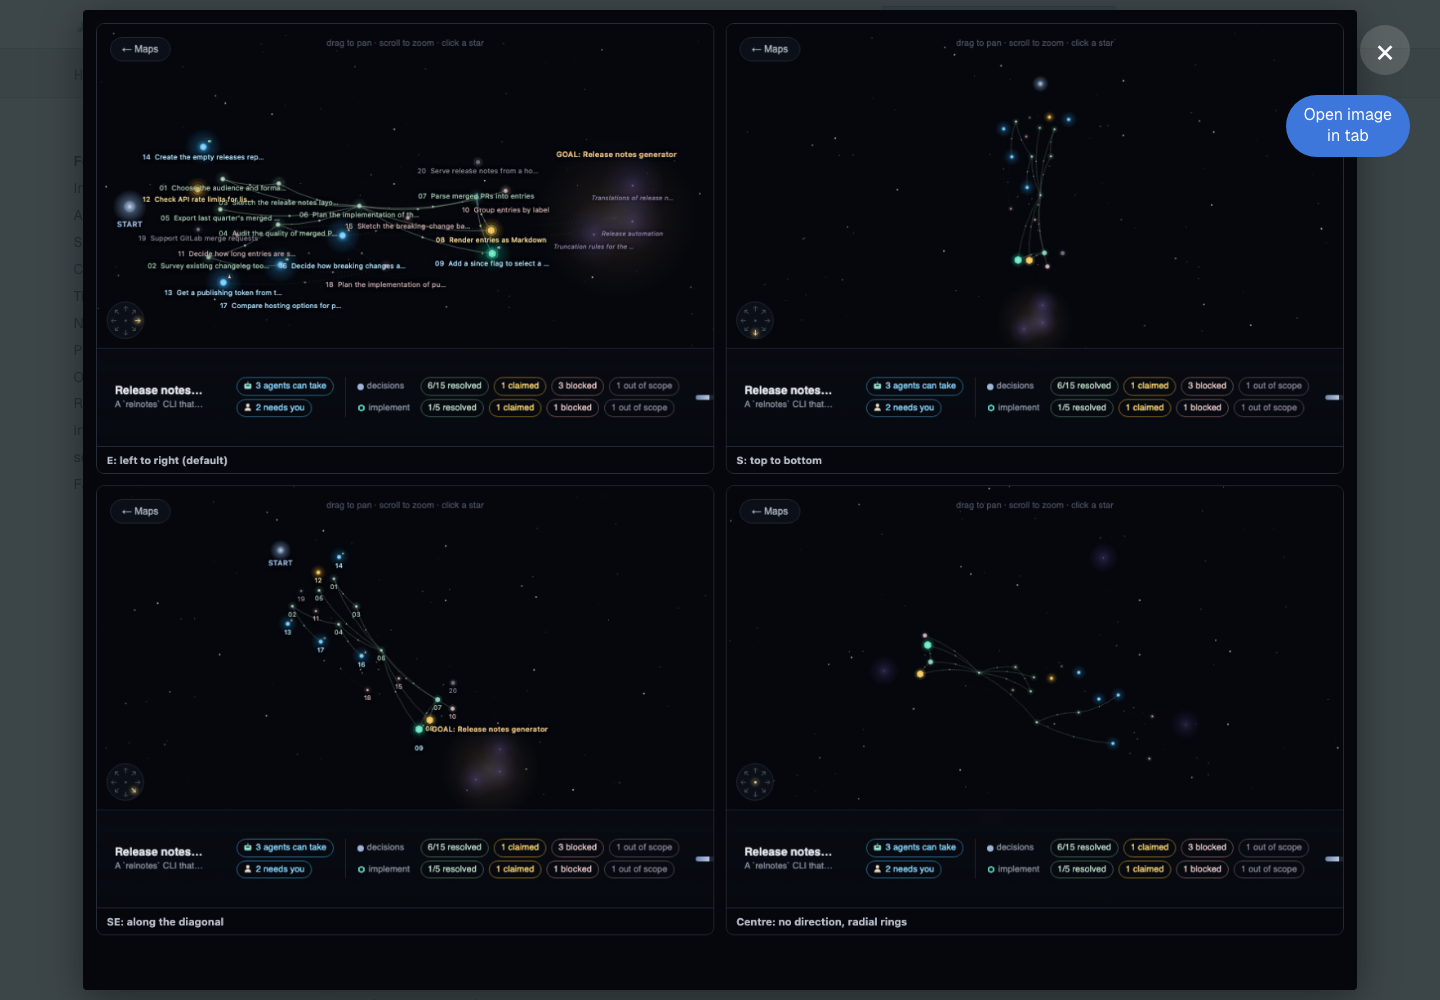 Open image
in tab
← Maps
drag to pan · scroll to zoom · click a star
14 Create the empty releases rep...
GOAL: Release notes generator
20 Serve release notes from a ho...
01 Choose the audience and forma...
12 Check API rate limits for lis...
Sketch the release notes layo...
07 Parse merged PRs into entries
Translations of release n...
START
05 Export last quarter's merged
06 Plan the implementation of th...
10 Group entries by label
15 Sketch the breaking-change ba...
04 Audit the quality of merged P...
19 Support GitLab merge requests
08 Render entries as Markdown
Release automation
Truncation rules for the ...
11 Decide how long entries are s...
02 Survey existing changelog too...
16 Decide how breaking changes a...
09 Add a since flag to select a ...
13 Get a publishing token from t...
18 Plan the implementation of pu...
17 Compare hosting options for p...
Release notes...
A `relnotes` CLI that...
3 agents can take
2 needs you
decisions
6/15 resolved
1 claimed
3 blocked
1 out of scope
implement
1/5 resolved
1 claimed
1 blocked
1 out of scope
E: left to right (default)
← Maps
drag to pan · scroll to zoom · click a star
Release notes...
A `relnotes` CLI that...
3 agents can take
2 needs you
decisions
6/15 resolved
1 claimed
3 blocked
1 out of scope
implement
1/5 resolved
1 claimed
1 blocked
1 out of scope
S: top to bottom
← Maps
drag to pan · scroll to zoom · click a star
START
14
12
01
19
05
02
03
11
13
04
17
06
16
15
18
20
07
10
08
GOAL: Release notes generator
09
Release notes...
A `relnotes` CLI that...
3 agents can take
2 needs you
decisions
6/15 resolved
1 claimed
3 blocked
1 out of scope
implement
1/5 resolved
1 claimed
1 blocked
1 out of scope
SE: along the diagonal
← Maps
drag to pan · scroll to zoom · click a star
Release notes...
A `relnotes` CLI that...
3 agents can take
2 needs you
decisions
6/15 resolved
1 claimed
3 blocked
1 out of scope
implement
1/5 resolved
1 claimed
1 blocked
1 out of scope
Centre: no direction, radial rings